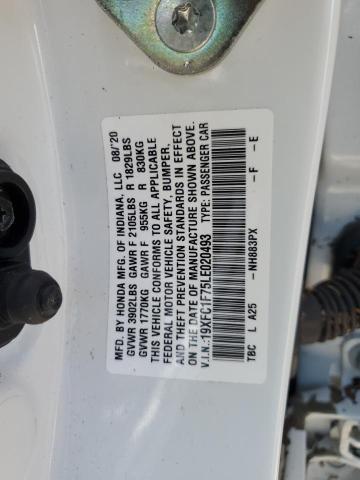 MFD. BY HONDA MFG. OF INDIANA, LLC 08/'20
GVWR 3902LBS GAWR F 2105LBS R 1829LBS
GVWR 1770KG GAWR F 955KG R 830KG
THIS VEHICLE CONFORMS TO ALL APPLICABLE
FEDERAL MOTOR VEHICLE SAFETY, BUMPER,
AND THEFT PREVENTION STANDARDS IN EFFECT
ON THE DATE OF MANUFACTURE SHOWN ABOVE.
V.I.N.:19XFC1F75LE020493 TYPE: PASSENGER CAR
TBC L A25 -NH883PX -F -E